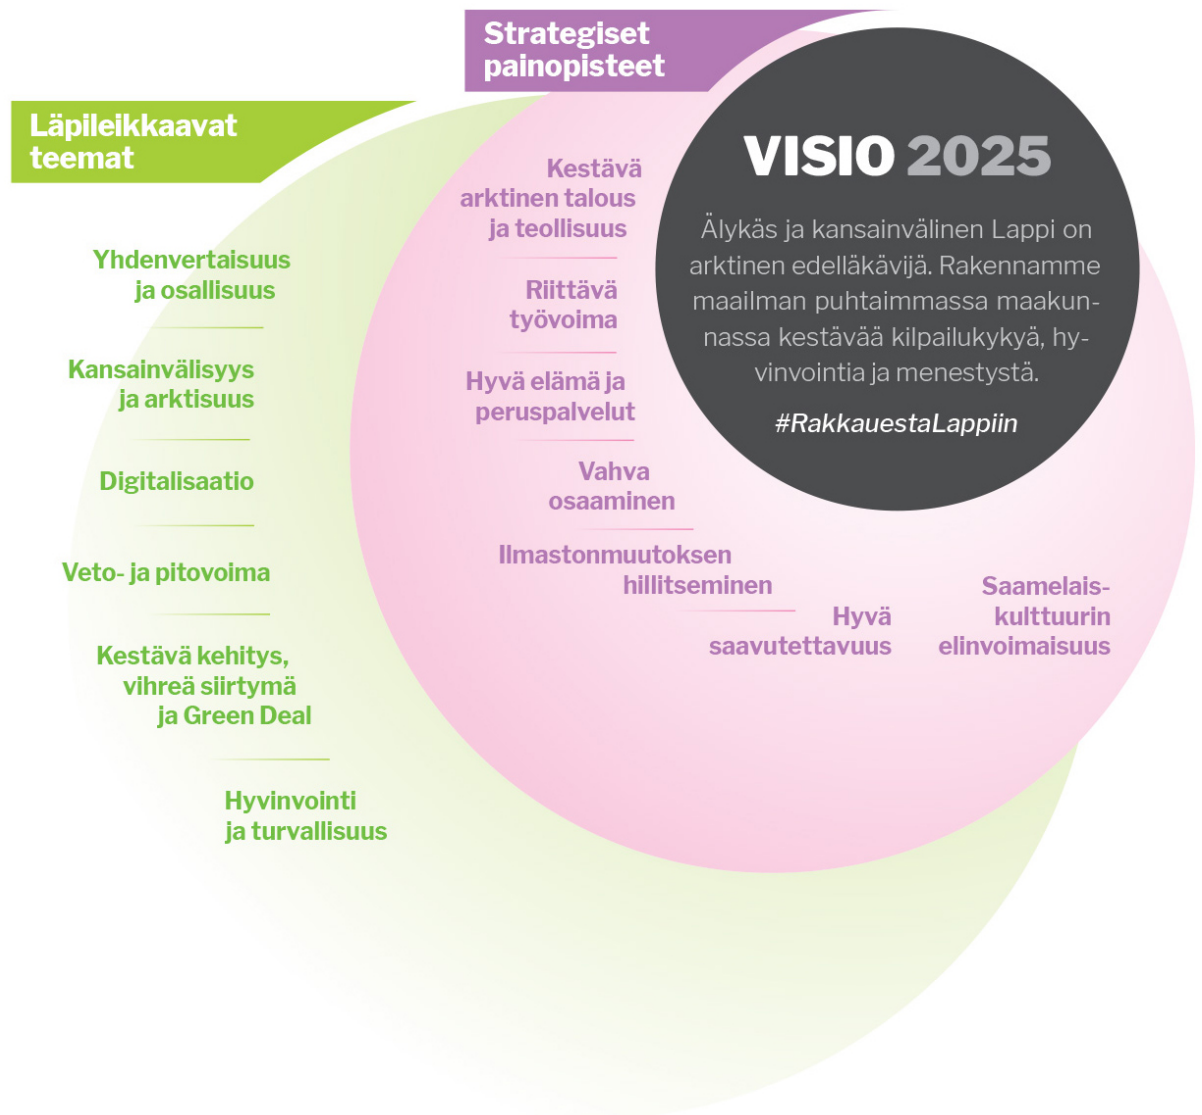 Strategiset
painopisteet
Läpileikkaavat
teemat
VISIO 2025
Älykäs ja kansainvälinen Lappi on
arktinen edelläkävijä. Rakennamme
maailman puhtaimmassa maakun-
nassa kestävää kilpailukykyä, hy-
vinvointia ja menestystä.
#RakkauestaLappiin
Kestävä
arktinen talous
ja teollisuus
Riittävä
työvoima
Hyvä elämä ja
peruspalvelut
Vahva
osaaminen
Ilmastonmuutoksen
hillitseminen
Hyvä
saavutettavuus
Saamelais-
kulttuurin
elinvoimaisuus
Yhdenvertaisuus
ja osallisuus
Kansainvälisyys
ja arktisuus
Digitalisaatio
Veto- ja pitovoima
Kestävä kehitys,
vihreä siirtymä
ja Green Deal
Hyvinvointi
ja turvallisuus